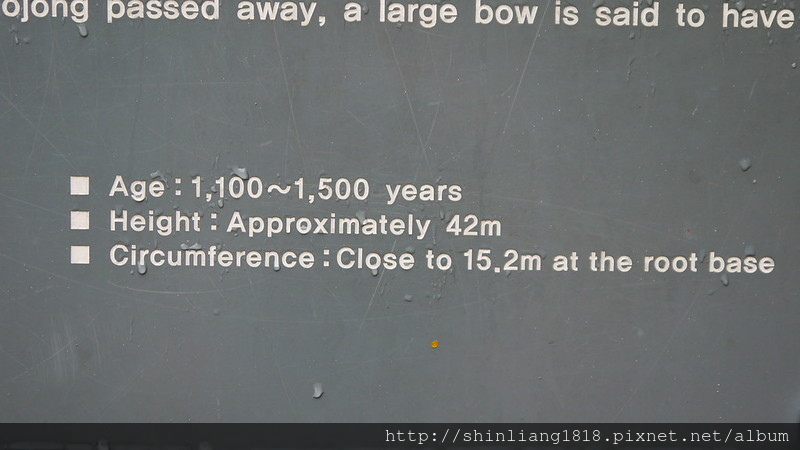 ojong passed away, a large bow is said to have
■ Age : 1,100~1,500 years
■ Height : Approximately 42m
■ Circumference : Close to 15.2m at the root base
http://shinliang1818.pixnet.net/album